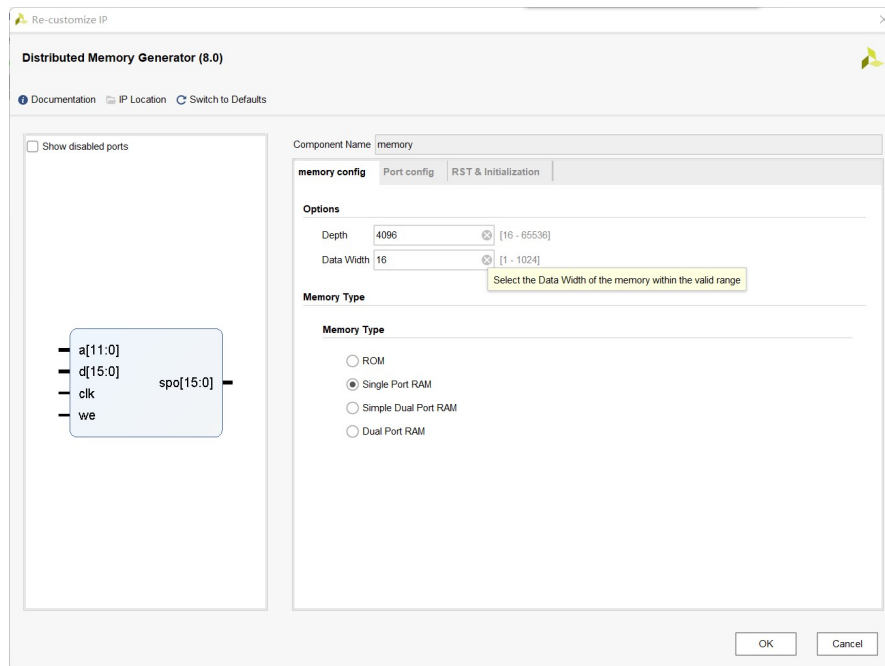 Re-customize IP
Distributed Memory Generator (8.0)
Documentation IP Location Switch to Defaults
Show disabled ports
a[11:0]
d[15:0]
clk
we
spo[15:0]
Component Name memory
memory config Port config RST & Initialization
Options
Depth 4096 [16 - 65536]
Data Width 16 [1 - 1024]
Select the Data Width of the memory within the valid range
Memory Type
Memory Type
ROM
Single Port RAM
Simple Dual Port RAM
Dual Port RAM
OK Cancel